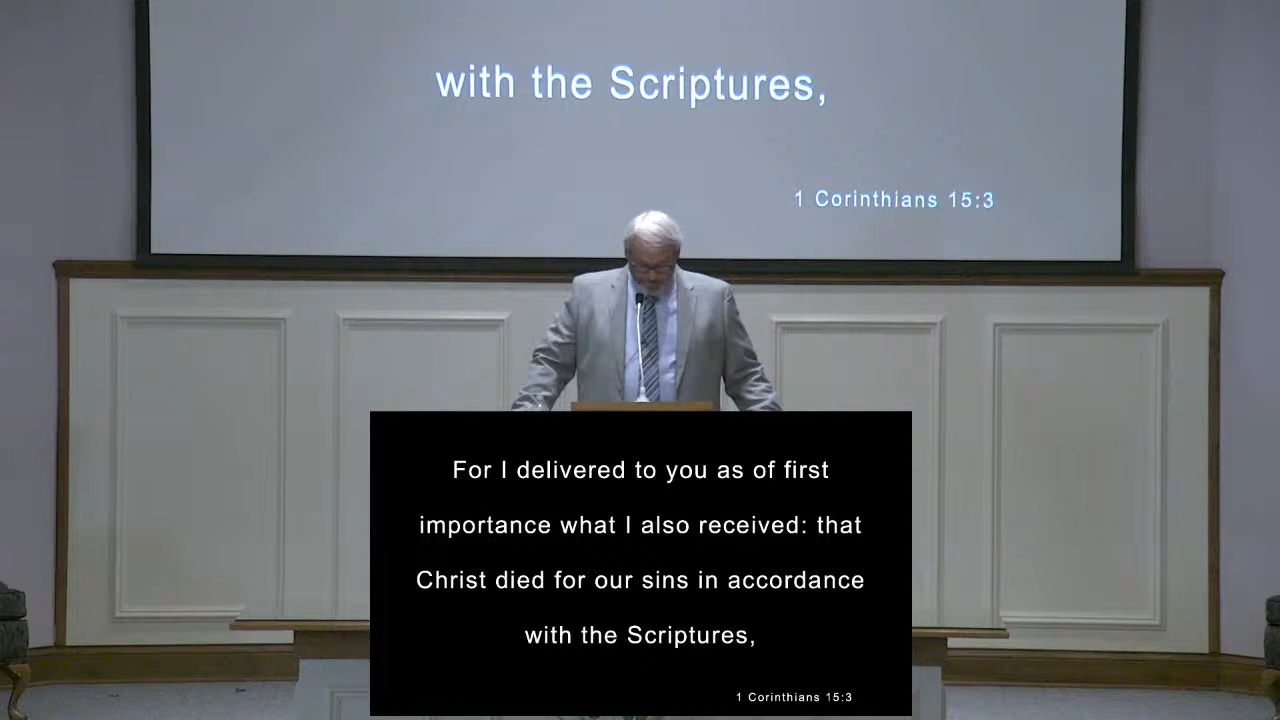 with the Scriptures,
1 Corinthians 15:3
For I delivered to you as of first
importance what I also received: that
Christ died for our sins in accordance
with the Scriptures,
1 Corinthians 15:3